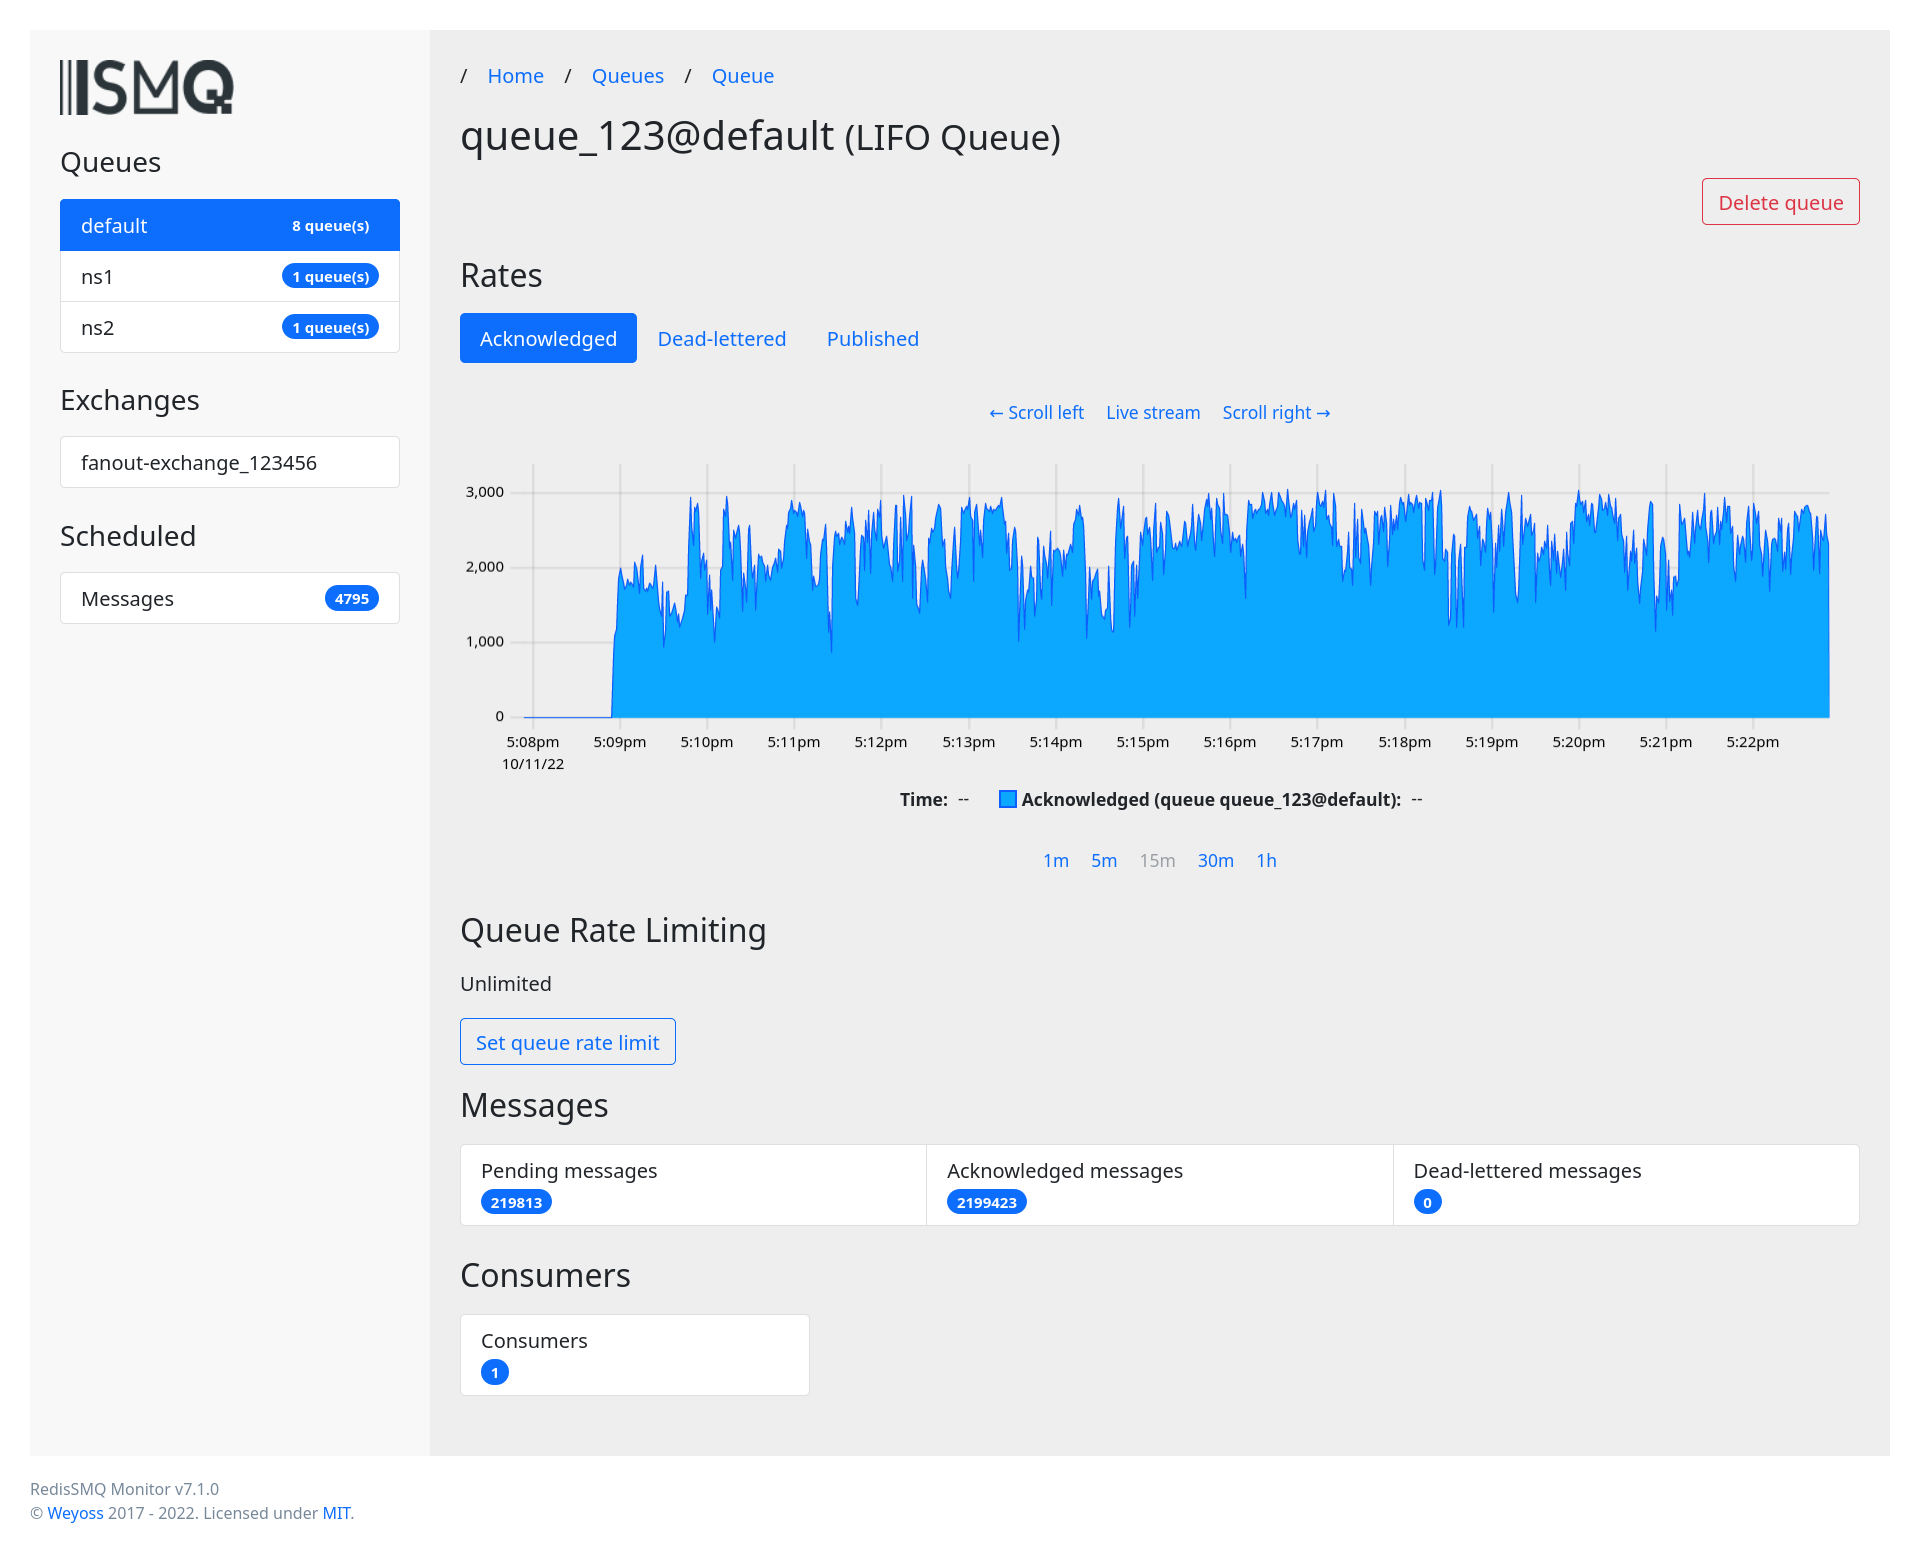 ISMQ
Queues
default 8 queue(s)
ns1 1 queue(s)
ns2 1 queue(s)
Exchanges
fanout-exchange_123456
Scheduled
Messages 4795
/ Home / Queues / Queue
queue_123@default (LIFO Queue)
Delete queue
Rates
Acknowledged Dead-lettered Published
← Scroll left Live stream Scroll right →
3,000
2,000
1,000
0
5:08pm 5:09pm 5:10pm 5:11pm 5:12pm 5:13pm 5:14pm 5:15pm 5:16pm 5:17pm 5:18pm 5:19pm 5:20pm 5:21pm 5:22pm
10/11/22
Time: -- Acknowledged (queue queue_123@default): --
1m 5m 15m 30m 1h
Queue Rate Limiting
Unlimited
Set queue rate limit
Messages
Pending messages Acknowledged messages Dead-lettered messages
219813 2199423 0
Consumers
Consumers
1
RedisSMQ Monitor v7.1.0
© Weyoss 2017 - 2022. Licensed under MIT.